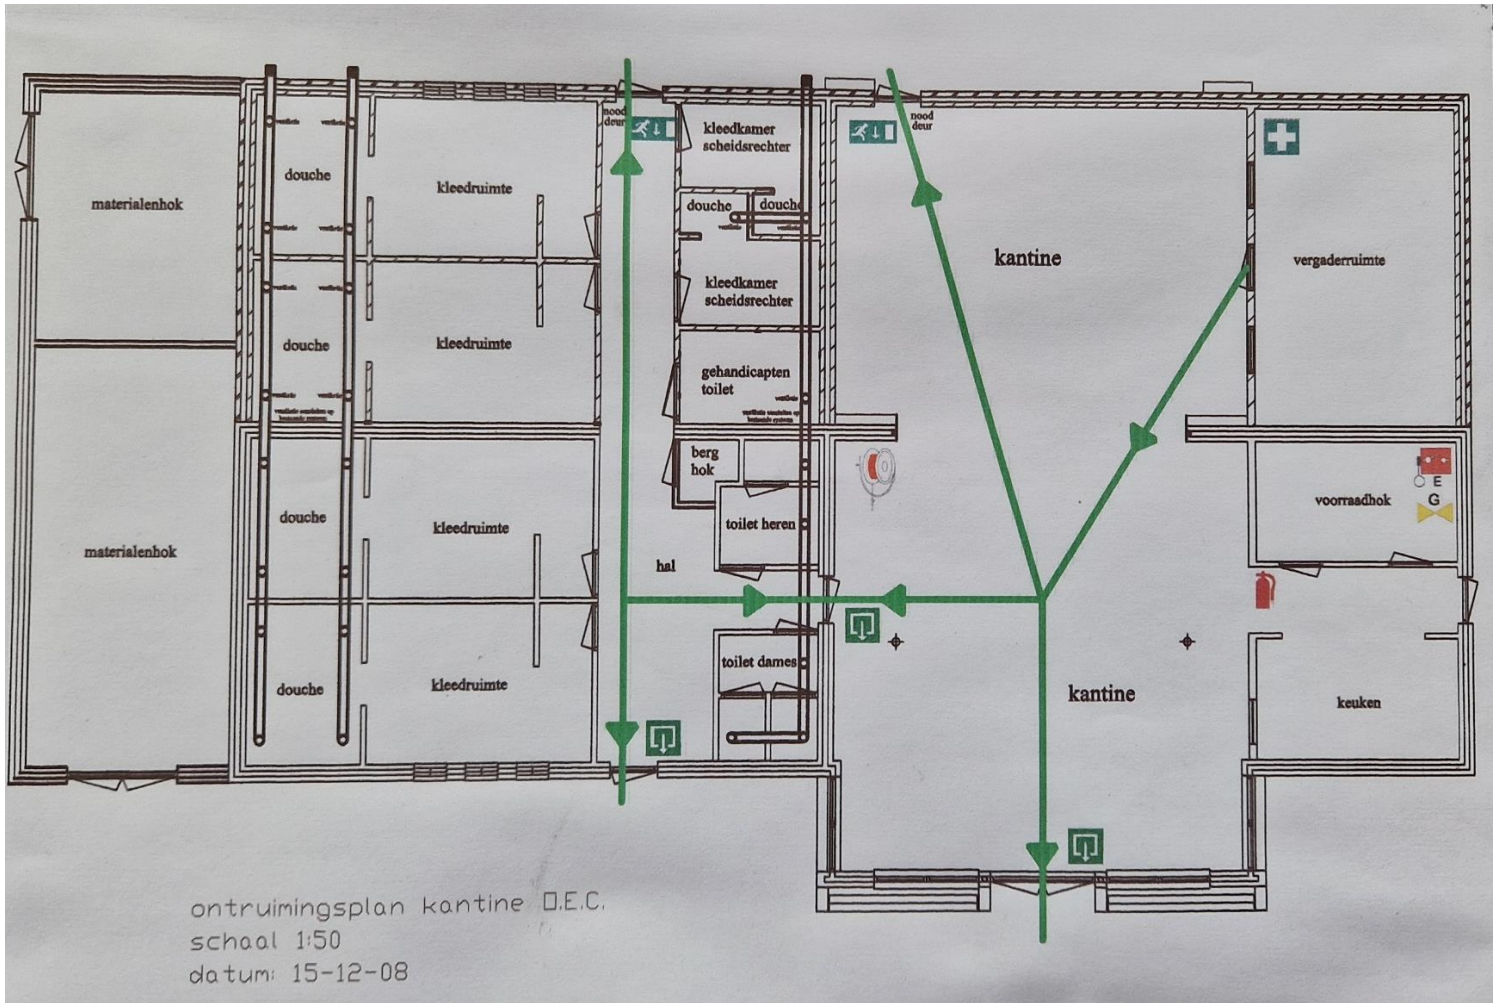 nood
deur
kleedkamer
scheidsrechter
nood
deur
douche
kleedruimte
materialenhok
douche
douche
kantine
vergaderruimte
kleedkamer
scheidsrechter
douche
kleedruimte
gehandicapten
toilet
berg
hok
voorraadhok
E
G
douche
kleedruimte
toilet heren
materialenhok
hal
toilet dames
douche
kleedruimte
kantine
keuken
ontruimingsplan kantine D.E.C.
schaal 1:50
datum: 15-12-08